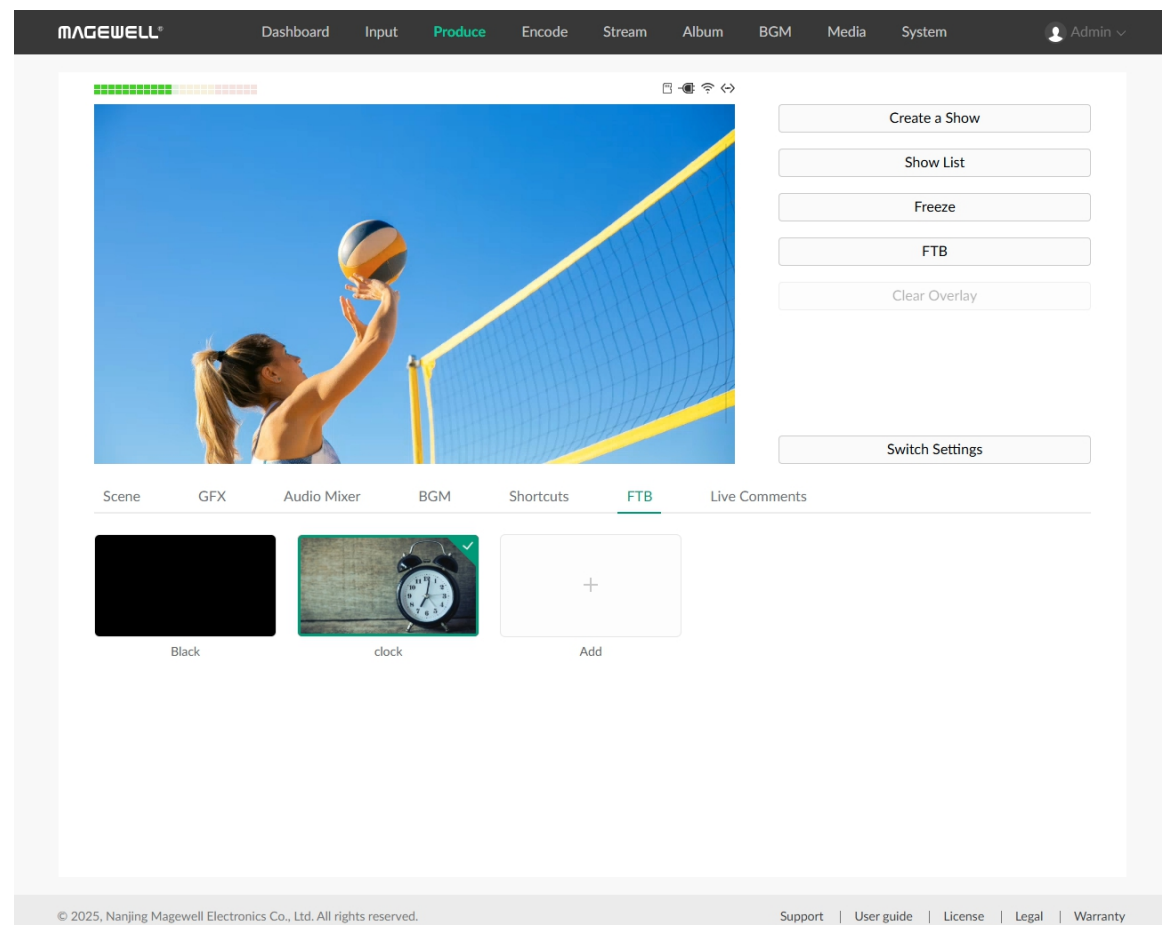 MAGEWELL®
Dashboard Input Produce Encode Stream Album BGM Media System Admin
Create a Show
Show List
Freeze
FTB
Clear Overlay
Switch Settings
Scene GFX Audio Mixer BGM Shortcuts FTB Live Comments
Black clock Add
© 2025, Nanjing Magewell Electronics Co., Ltd. All rights reserved. Support | User guide | License | Legal | Warranty